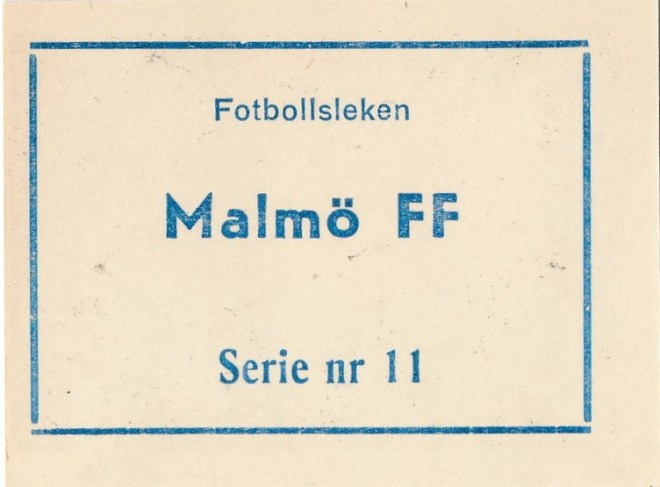 Fotbollsleken
Malmö FF
Serie nr 11